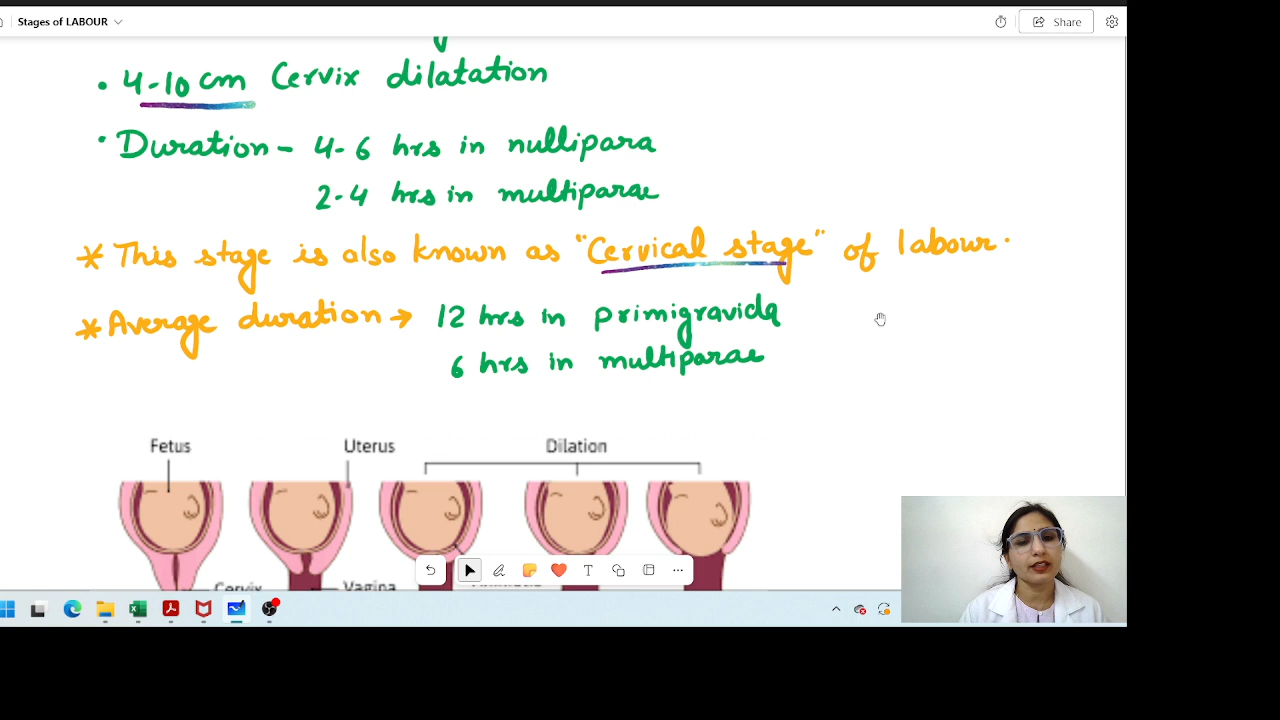 Stages of LABOUR
Share
• 4-10 cm Cervix dilatation
• Duration - 4-6 hrs in nullipara
2-4 hrs in multiparae
* This stage is also known as "Cervical stage" of labour.
* Average duration → 12 hrs in primigravida
6 hrs in multiparae
Fetus Uterus Dilation
Cervix Vagina
T